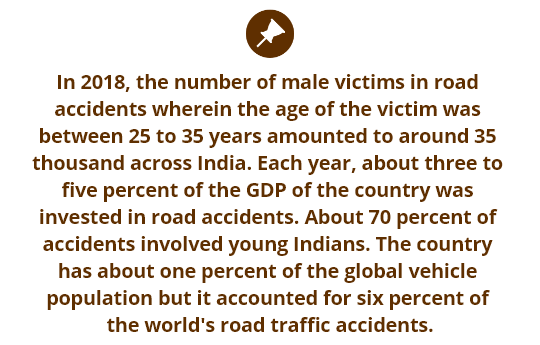 In 2018, the number of male victims in road
accidents wherein the age of the victim was
between 25 to 35 years amounted to around 35
thousand across India. Each year, about three to
five percent of the GDP of the country was
invested in road accidents. About 70 percent of
accidents involved young Indians. The country
has about one percent of the global vehicle
population but it accounted for six percent of
the world's road traffic accidents.